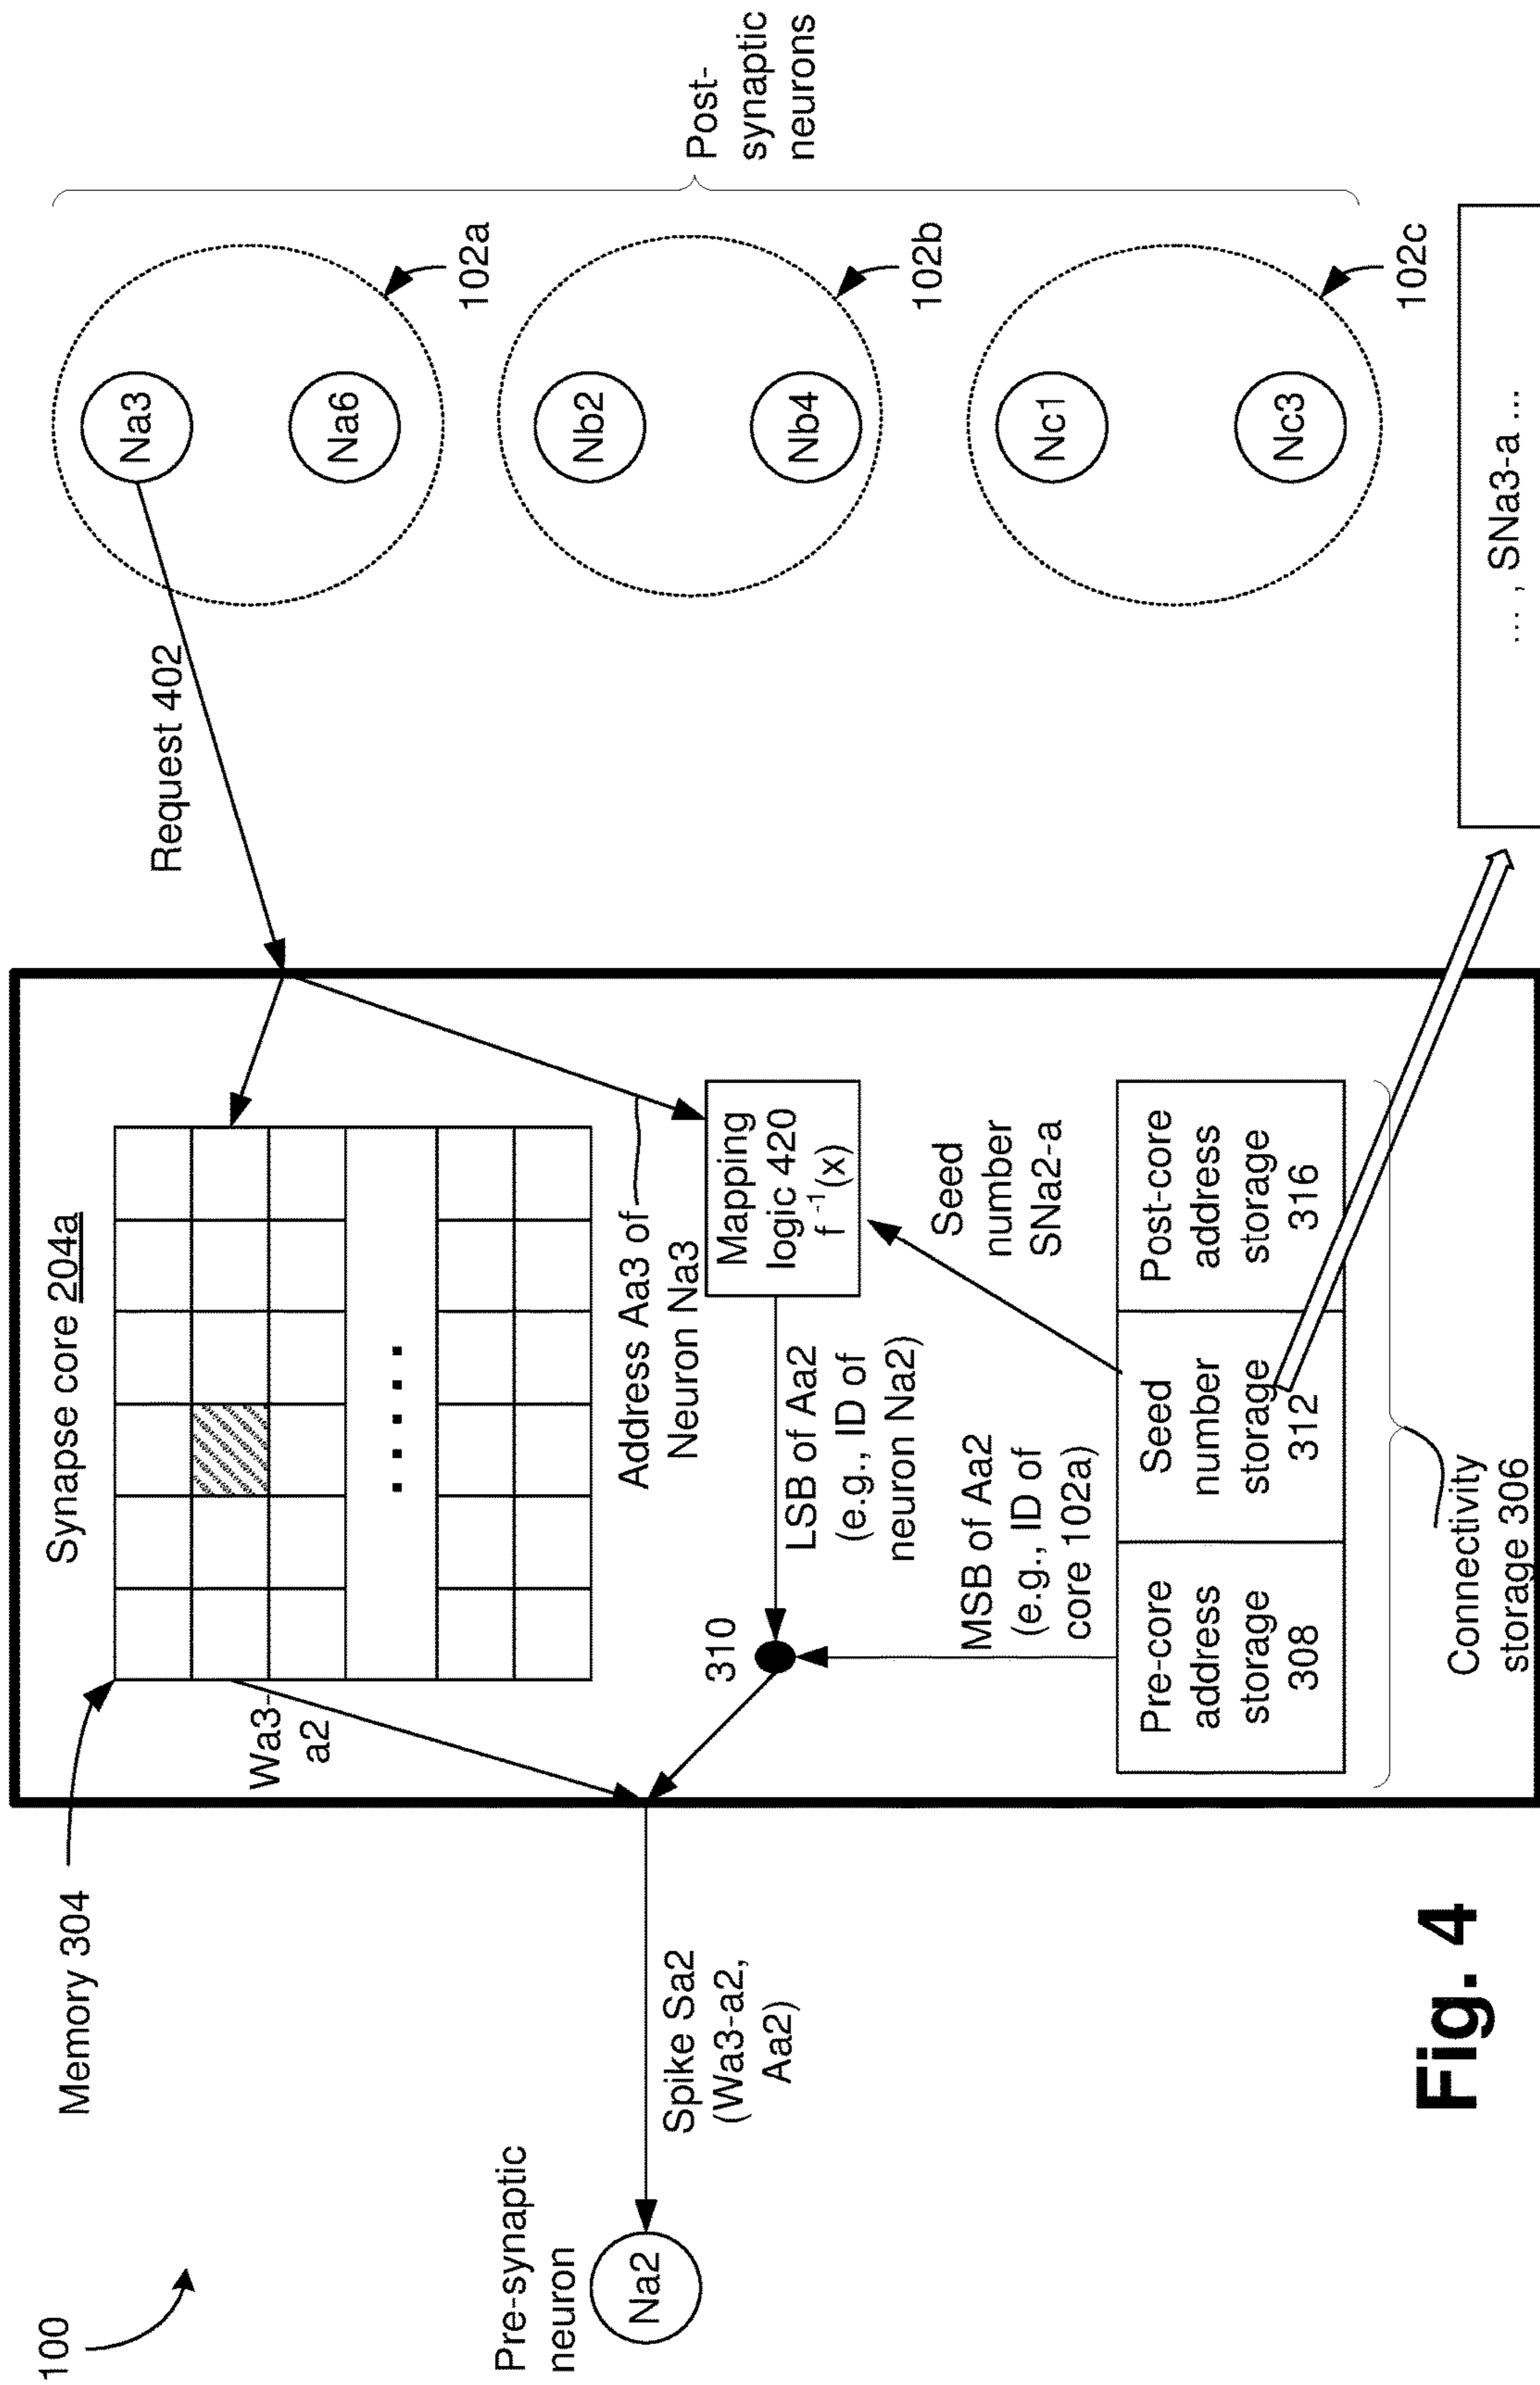 100
Pre-synaptic
neuron
Na2
Spike Sa2
(Wa3-a2,
Aa2)
Memory 304
Synapse core 204a
Wa3-
a2
.....
Address Aa3 of
Neuron Na3
310
LSB of Aa2
(e.g., ID of
neuron Na2)
Mapping
logic 420
f -1(x)
MSB of Aa2
(e.g., ID of
core 102a)
Seed
number
SNa2-a
Pre-core
address
storage
308
Seed
number
storage
312
Post-core
address
storage
316
Connectivity
storage 306
Request 402
Na3
Na6
102a
Nb2
Nb4
102b
Nc1
Nc3
102c
Post-
synaptic
neurons
... , SNa3-a ...
Fig. 4